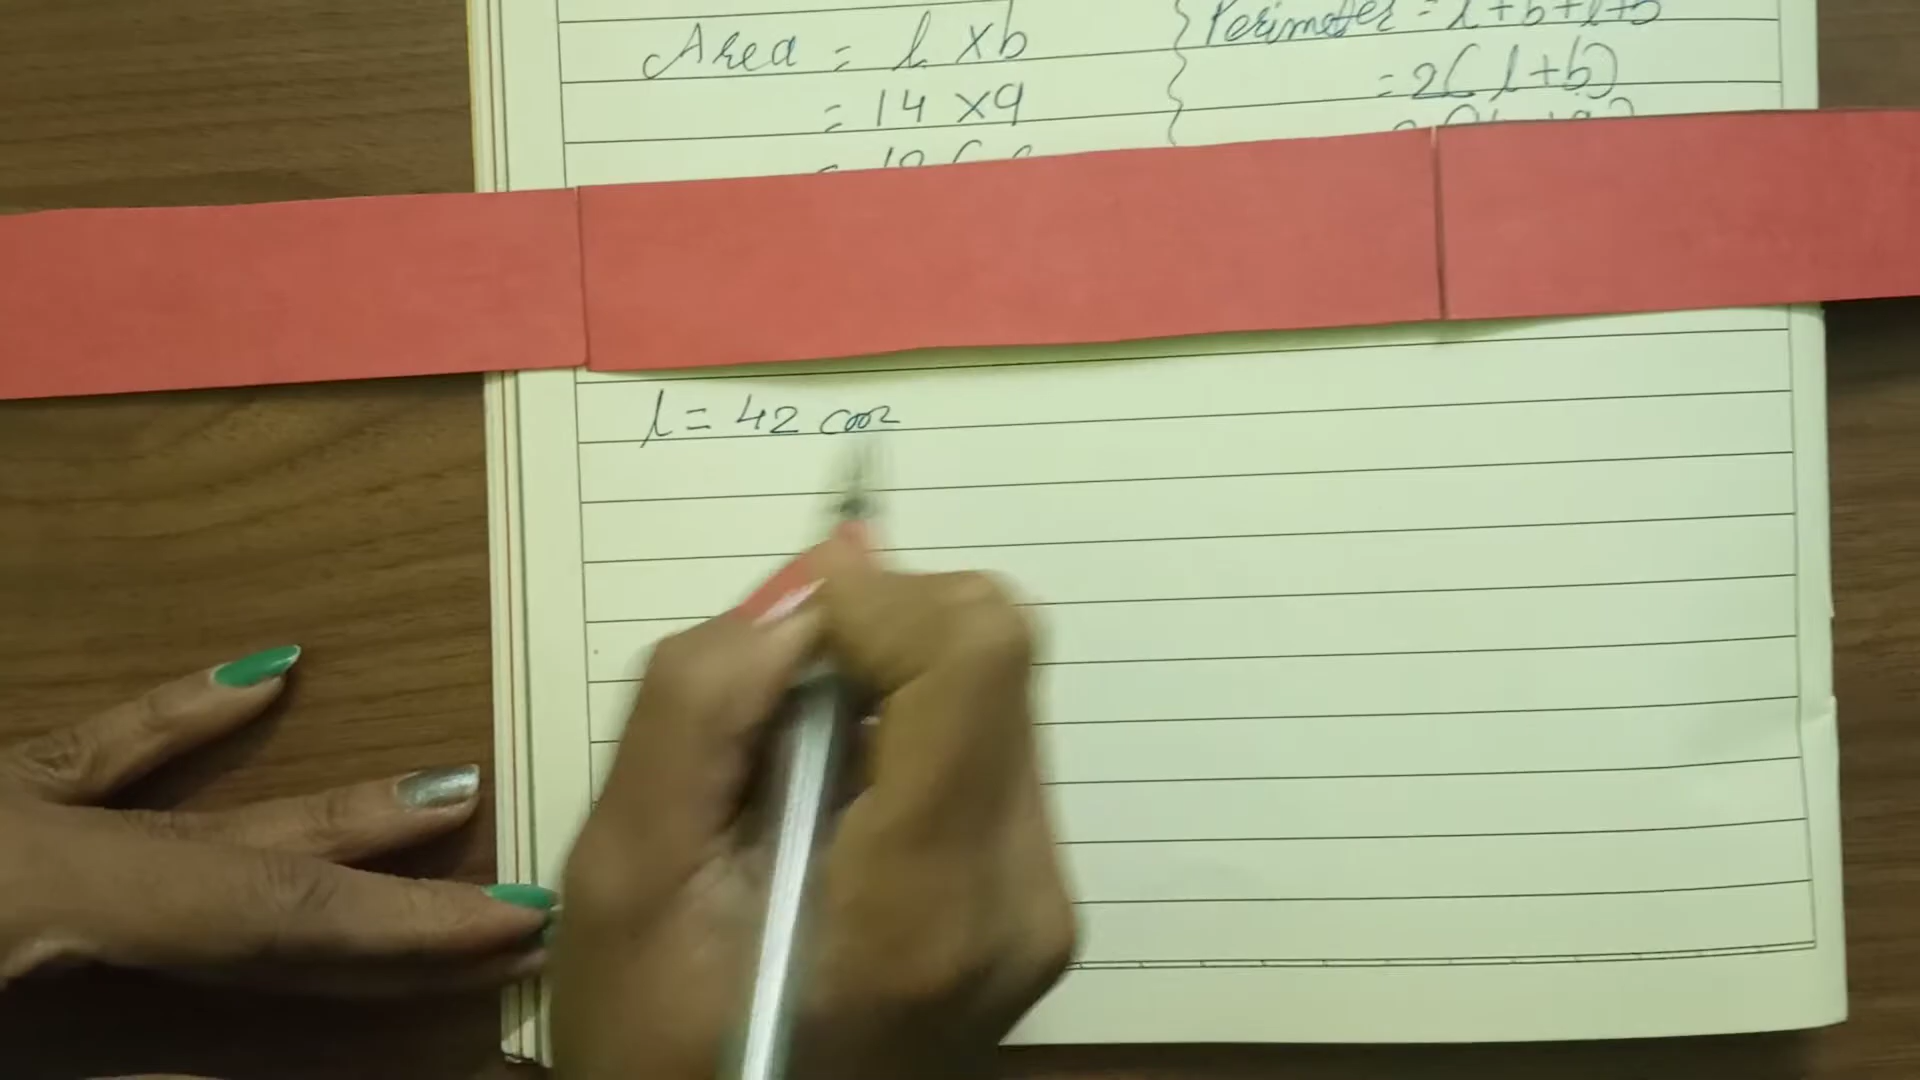 Area = l x b
= 14 x 9
Perimeter = l+b+l+b
= 2(l+b)
l = 42 cm